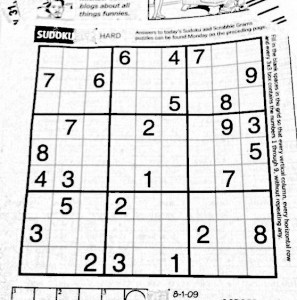 31,
blogs about all
things funnies.
SUDOKU
HARD
Answers to today's Sudoku and Scrabble Grams
puzzles can be found Monday on the preceding page.
6 4 7
7 6 9
5 8
7 2 9 3
8 5
4 3 1 7
5 2
3 2 8
2 3 1
Fill in the blank spaces in the grid so that every vertical column, every horizontal row
and every 3x3 box contains the numbers 1 through 9, without repeating any.
8-1-09